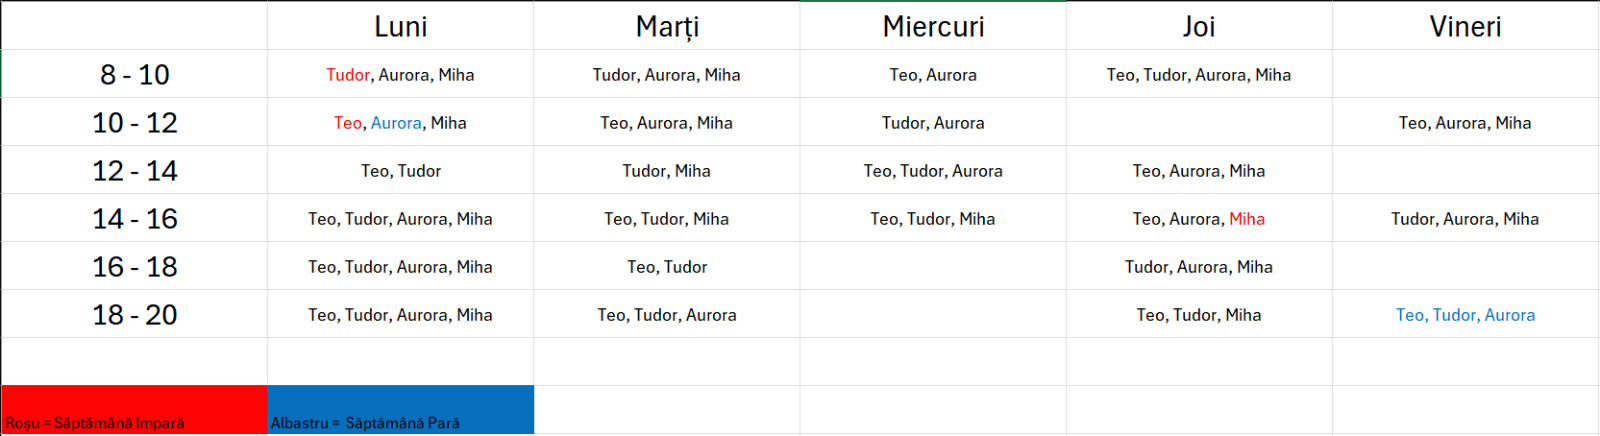 Luni Marți Miercuri Joi Vineri
8 - 10 Tudor, Aurora, Miha Tudor, Aurora, Miha Teo, Aurora Teo, Tudor, Aurora, Miha
10 - 12 Teo, Aurora, Miha Teo, Aurora, Miha Tudor, Aurora Teo, Aurora, Miha
12 - 14 Teo, Tudor Tudor, Miha Teo, Tudor, Aurora Teo, Aurora, Miha
14 - 16 Teo, Tudor, Aurora, Miha Teo, Tudor, Miha Teo, Tudor, Miha Teo, Aurora, Miha Tudor, Aurora, Miha
16 - 18 Teo, Tudor, Aurora, Miha Teo, Tudor Tudor, Aurora, Miha
18 - 20 Teo, Tudor, Aurora, Miha Teo, Tudor, Aurora Teo, Tudor, Miha Teo, Tudor, Aurora
Roșu = Săptămână Impară Albastru = Săptămână Pară